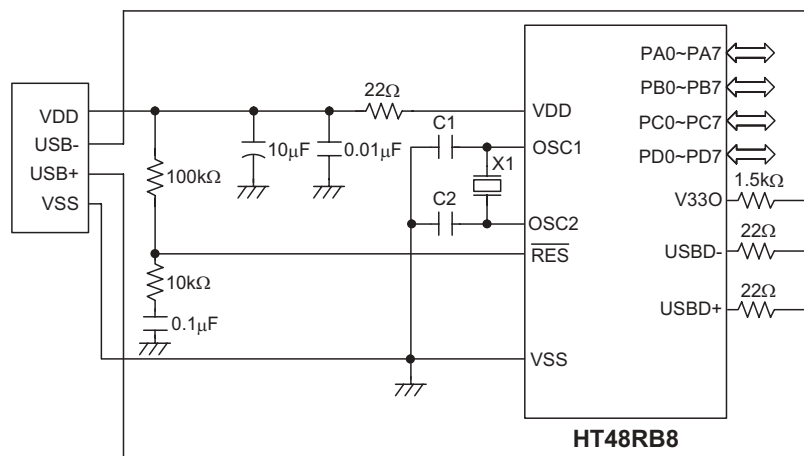 VDD
USB-
USB+
VSS
22Ω
100kΩ
10µF
0.01µF
10kΩ
0.1µF
C1
X1
C2
VDD
OSC1
OSC2
RES
VSS
PA0~PA7
PB0~PB7
PC0~PC7
PD0~PD7
V33O
1.5kΩ
USBD-
22Ω
USBD+
22Ω
HT48RB8